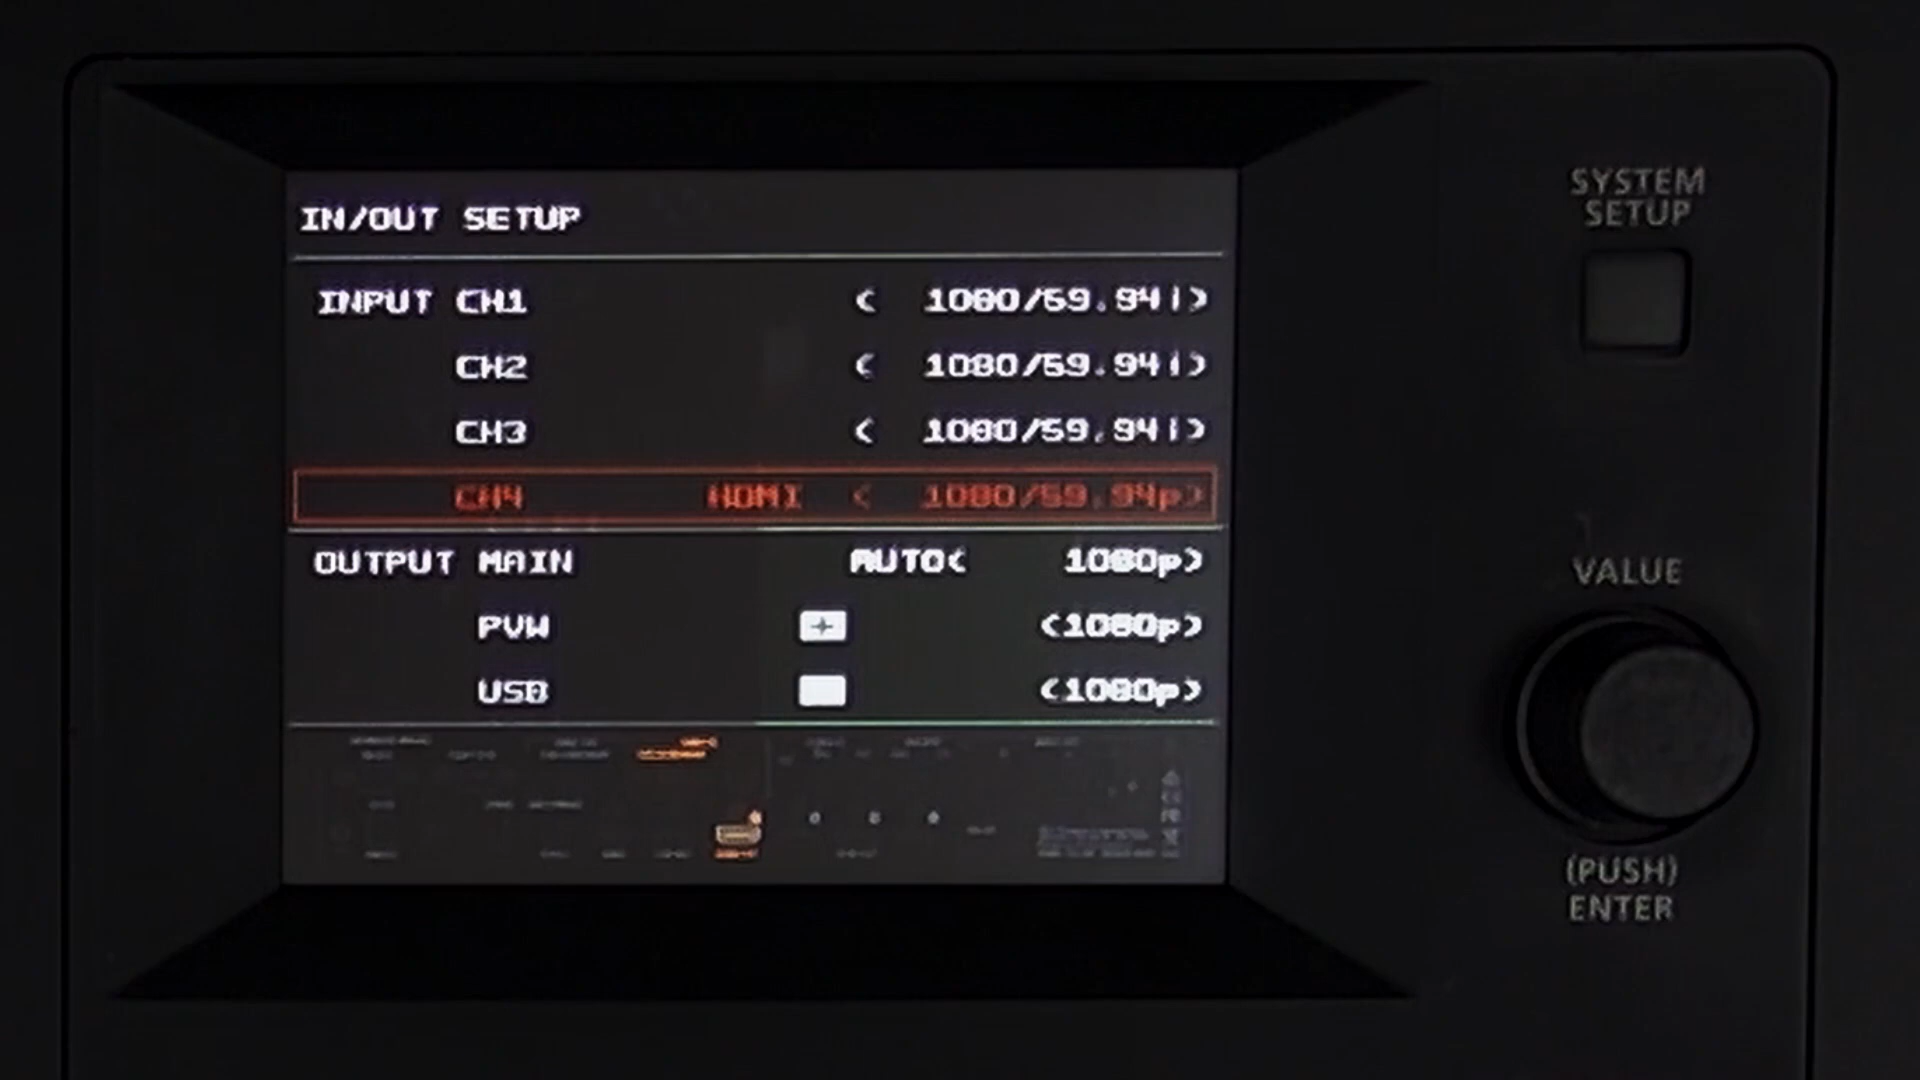 IN/OUT SETUP
INPUT CH1 < 1080/59.94i>
CH2 < 1080/59.94i>
CH3 < 1080/59.94i>
CH4 HDMI < 1080/59.94p>
OUTPUT MAIN AUTO< 1080p>
PVW <1080p>
USB <1080p>
SYSTEM
SETUP
VALUE
(PUSH)
ENTER